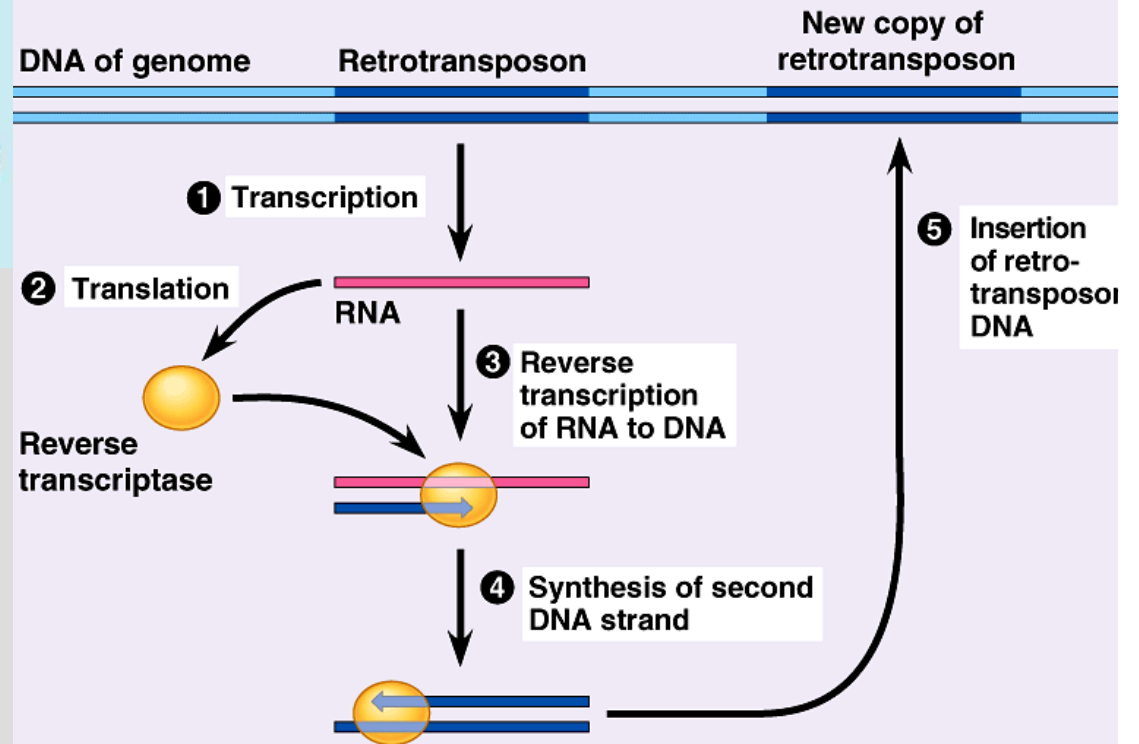 DNA of genome
Retrotransposon
New copy of
retrotransposon
1 Transcription
2 Translation
RNA
Reverse
transcriptase
3 Reverse
transcription
of RNA to DNA
4 Synthesis of second
DNA strand
5 Insertion
of retro-
transposon
DNA